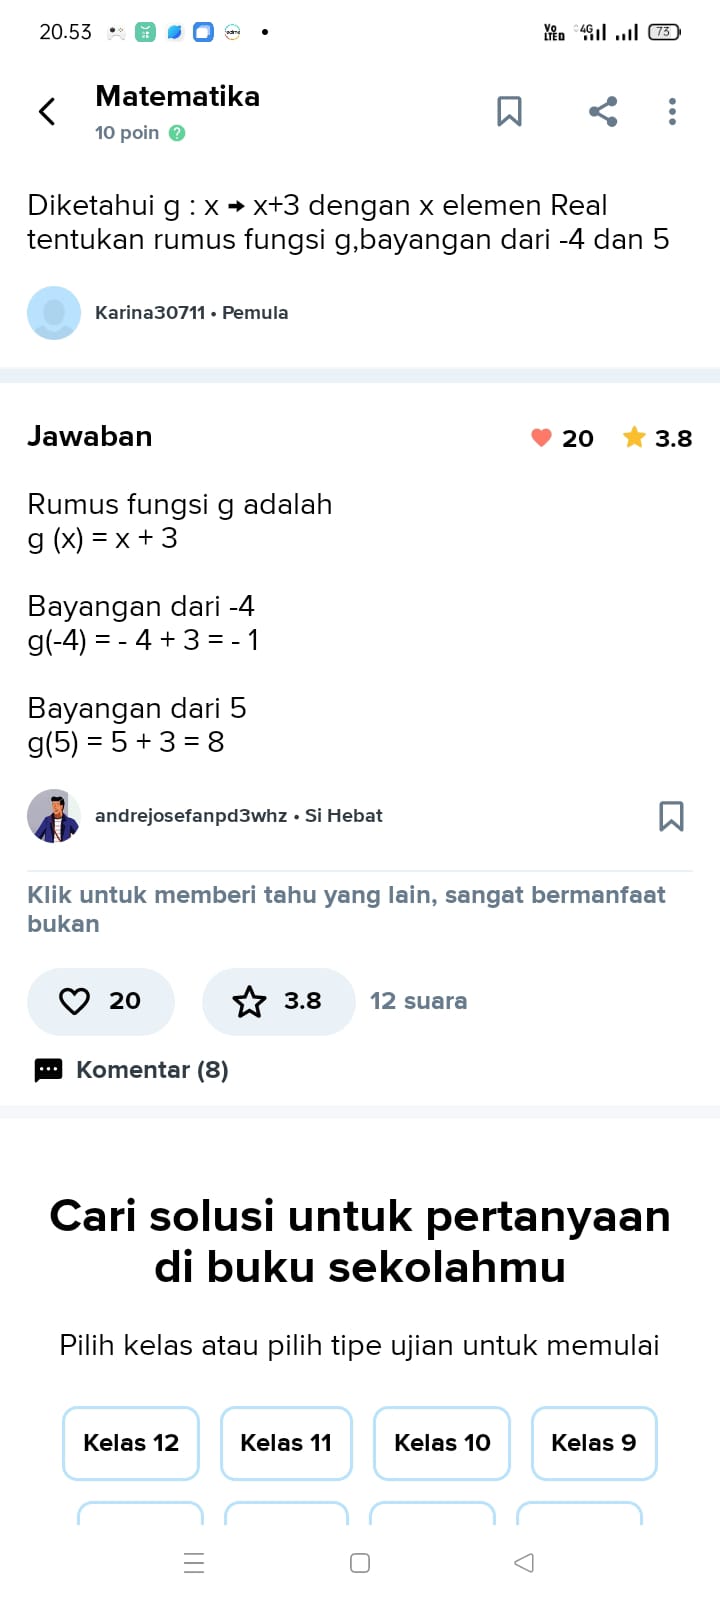 20.53
Vo
LTE
4G
73
Matematika
10 poin ?
Diketahui g : x → x+3 dengan x elemen Real
tentukan rumus fungsi g,bayangan dari -4 dan 5
Karina30711 • Pemula
Jawaban
20 3.8
Rumus fungsi g adalah
g (x) = x + 3
Bayangan dari -4
g(-4) = - 4 + 3 = - 1
Bayangan dari 5
g(5) = 5 + 3 = 8
andrejosefanpd3whz • Si Hebat
Klik untuk memberi tahu yang lain, sangat bermanfaat
bukan
20 3.8 12 suara
Komentar (8)
Cari solusi untuk pertanyaan
di buku sekolahmu
Pilih kelas atau pilih tipe ujian untuk memulai
Kelas 12 Kelas 11 Kelas 10 Kelas 9